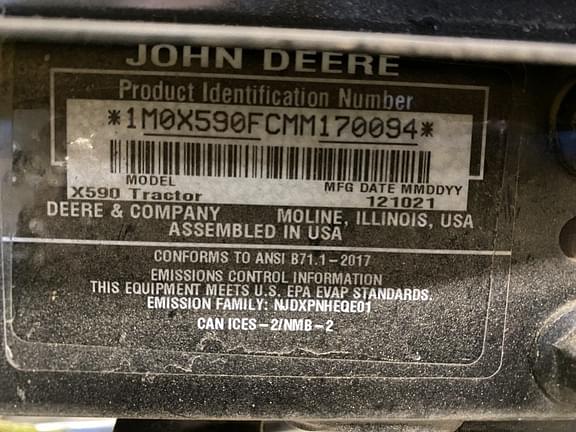 JOHN DEERE
Product Identification Number
*1M0X590FCMM170094*
MODEL MFG DATE MMDDYY
X590 Tractor 121021
DEERE & COMPANY MOLINE, ILLINOIS, USA
ASSEMBLED IN USA
CONFORMS TO ANSI B71.1-2017
EMISSIONS CONTROL INFORMATION
THIS EQUIPMENT MEETS U.S. EPA EVAP STANDARDS.
EMISSION FAMILY: NJDXPNHEQE01
CAN ICES-2/NMB-2